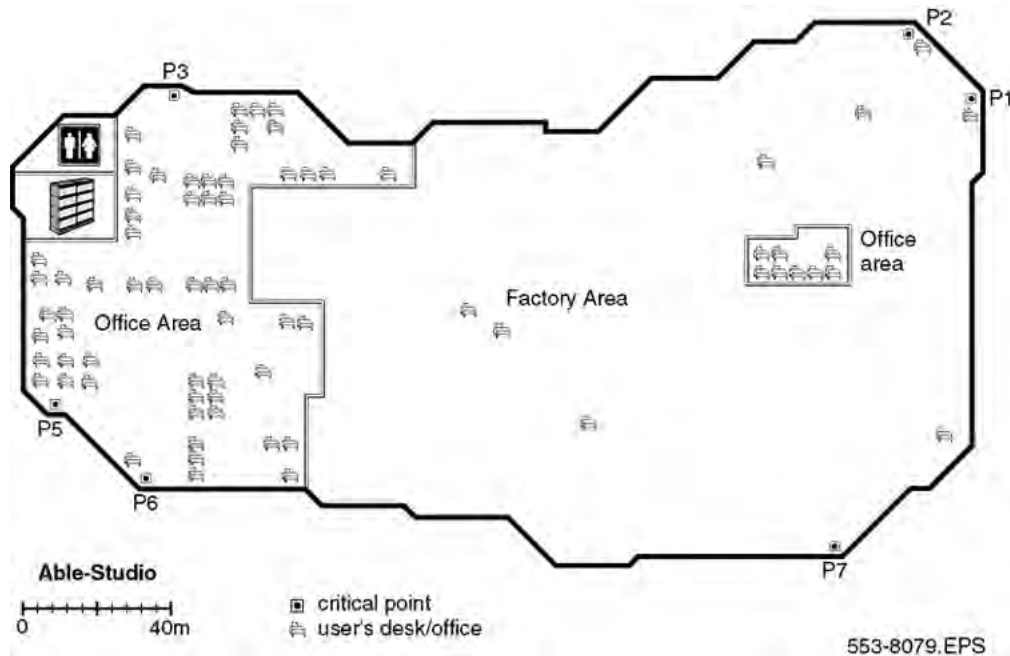 P2
P3
P1
Office
area
Factory Area
Office Area
P5
P6
P7
Able-Studio
0 40m
critical point
user's desk/office
553-8079.EPS